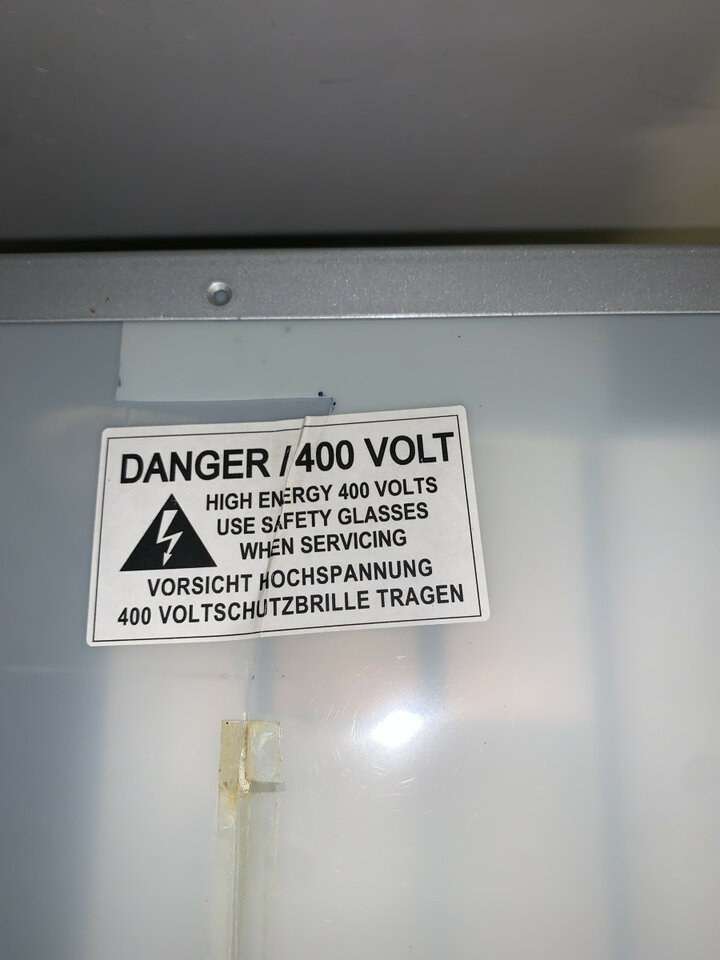 DANGER / 400 VOLT
HIGH ENERGY 400 VOLTS
USE SAFETY GLASSES
WHEN SERVICING
VORSICHT HOCHSPANNUNG
400 VOLTSCHUTZBRILLE TRAGEN